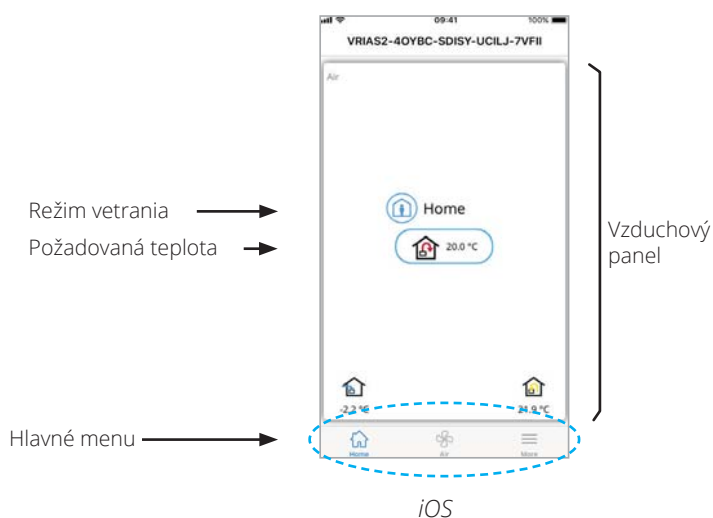 09:41
100%
VRIAS2-4OYBC-SDISY-UCILJ-7VFII
Air
Režim vetrania
Home
Požadovaná teplota
20.0 °C
Vzduchový
panel
-2,2 °C
21.9 °C
Hlavné menu
Home
Air
More
iOS